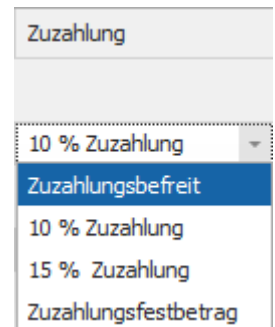 Zuzahlung
10 % Zuzahlung
Zuzahlungsbefreit
10 % Zuzahlung
15 %  Zuzahlung
Zuzahlungsfestbetrag